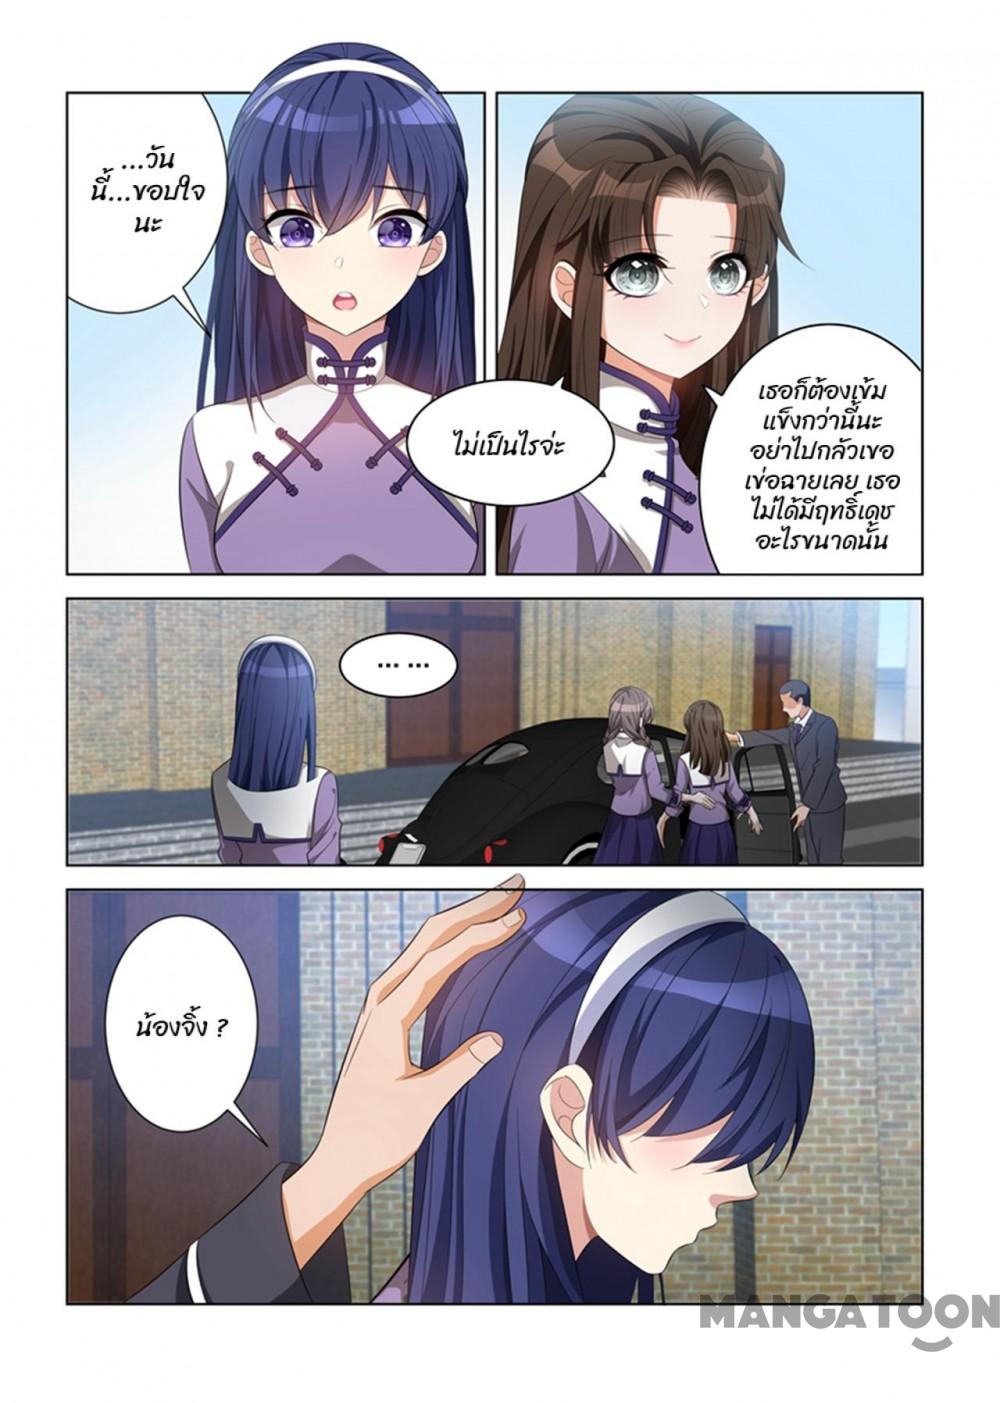 ...วัน
นี้...ขอบใจ
นะ
ไม่เป็นไรจ่ะ
เธอก็ต้องเข้ม
แข็งกว่านี้นะ
อย่าไปกลัวเขอ
เข่อฉายเลย เธอ
ไม่ได้มีฤทธิ์เดช
อะไรขนาดนั้น
... ...
น้องจิ้ง ?
MANGATOON